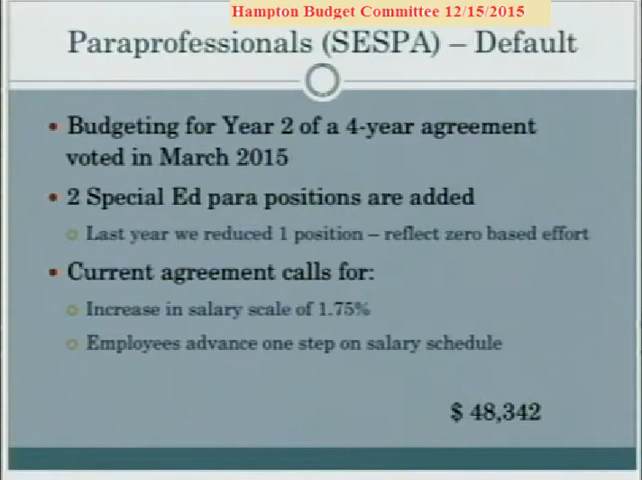 Hampton Budget Committee 12/15/2015
Paraprofessionals (SESPA) – Default
• Budgeting for Year 2 of a 4-year agreement
voted in March 2015
• 2 Special Ed para positions are added
○ Last year we reduced 1 position – reflect zero based effort
• Current agreement calls for:
○ Increase in salary scale of 1.75%
○ Employees advance one step on salary schedule
$ 48,342